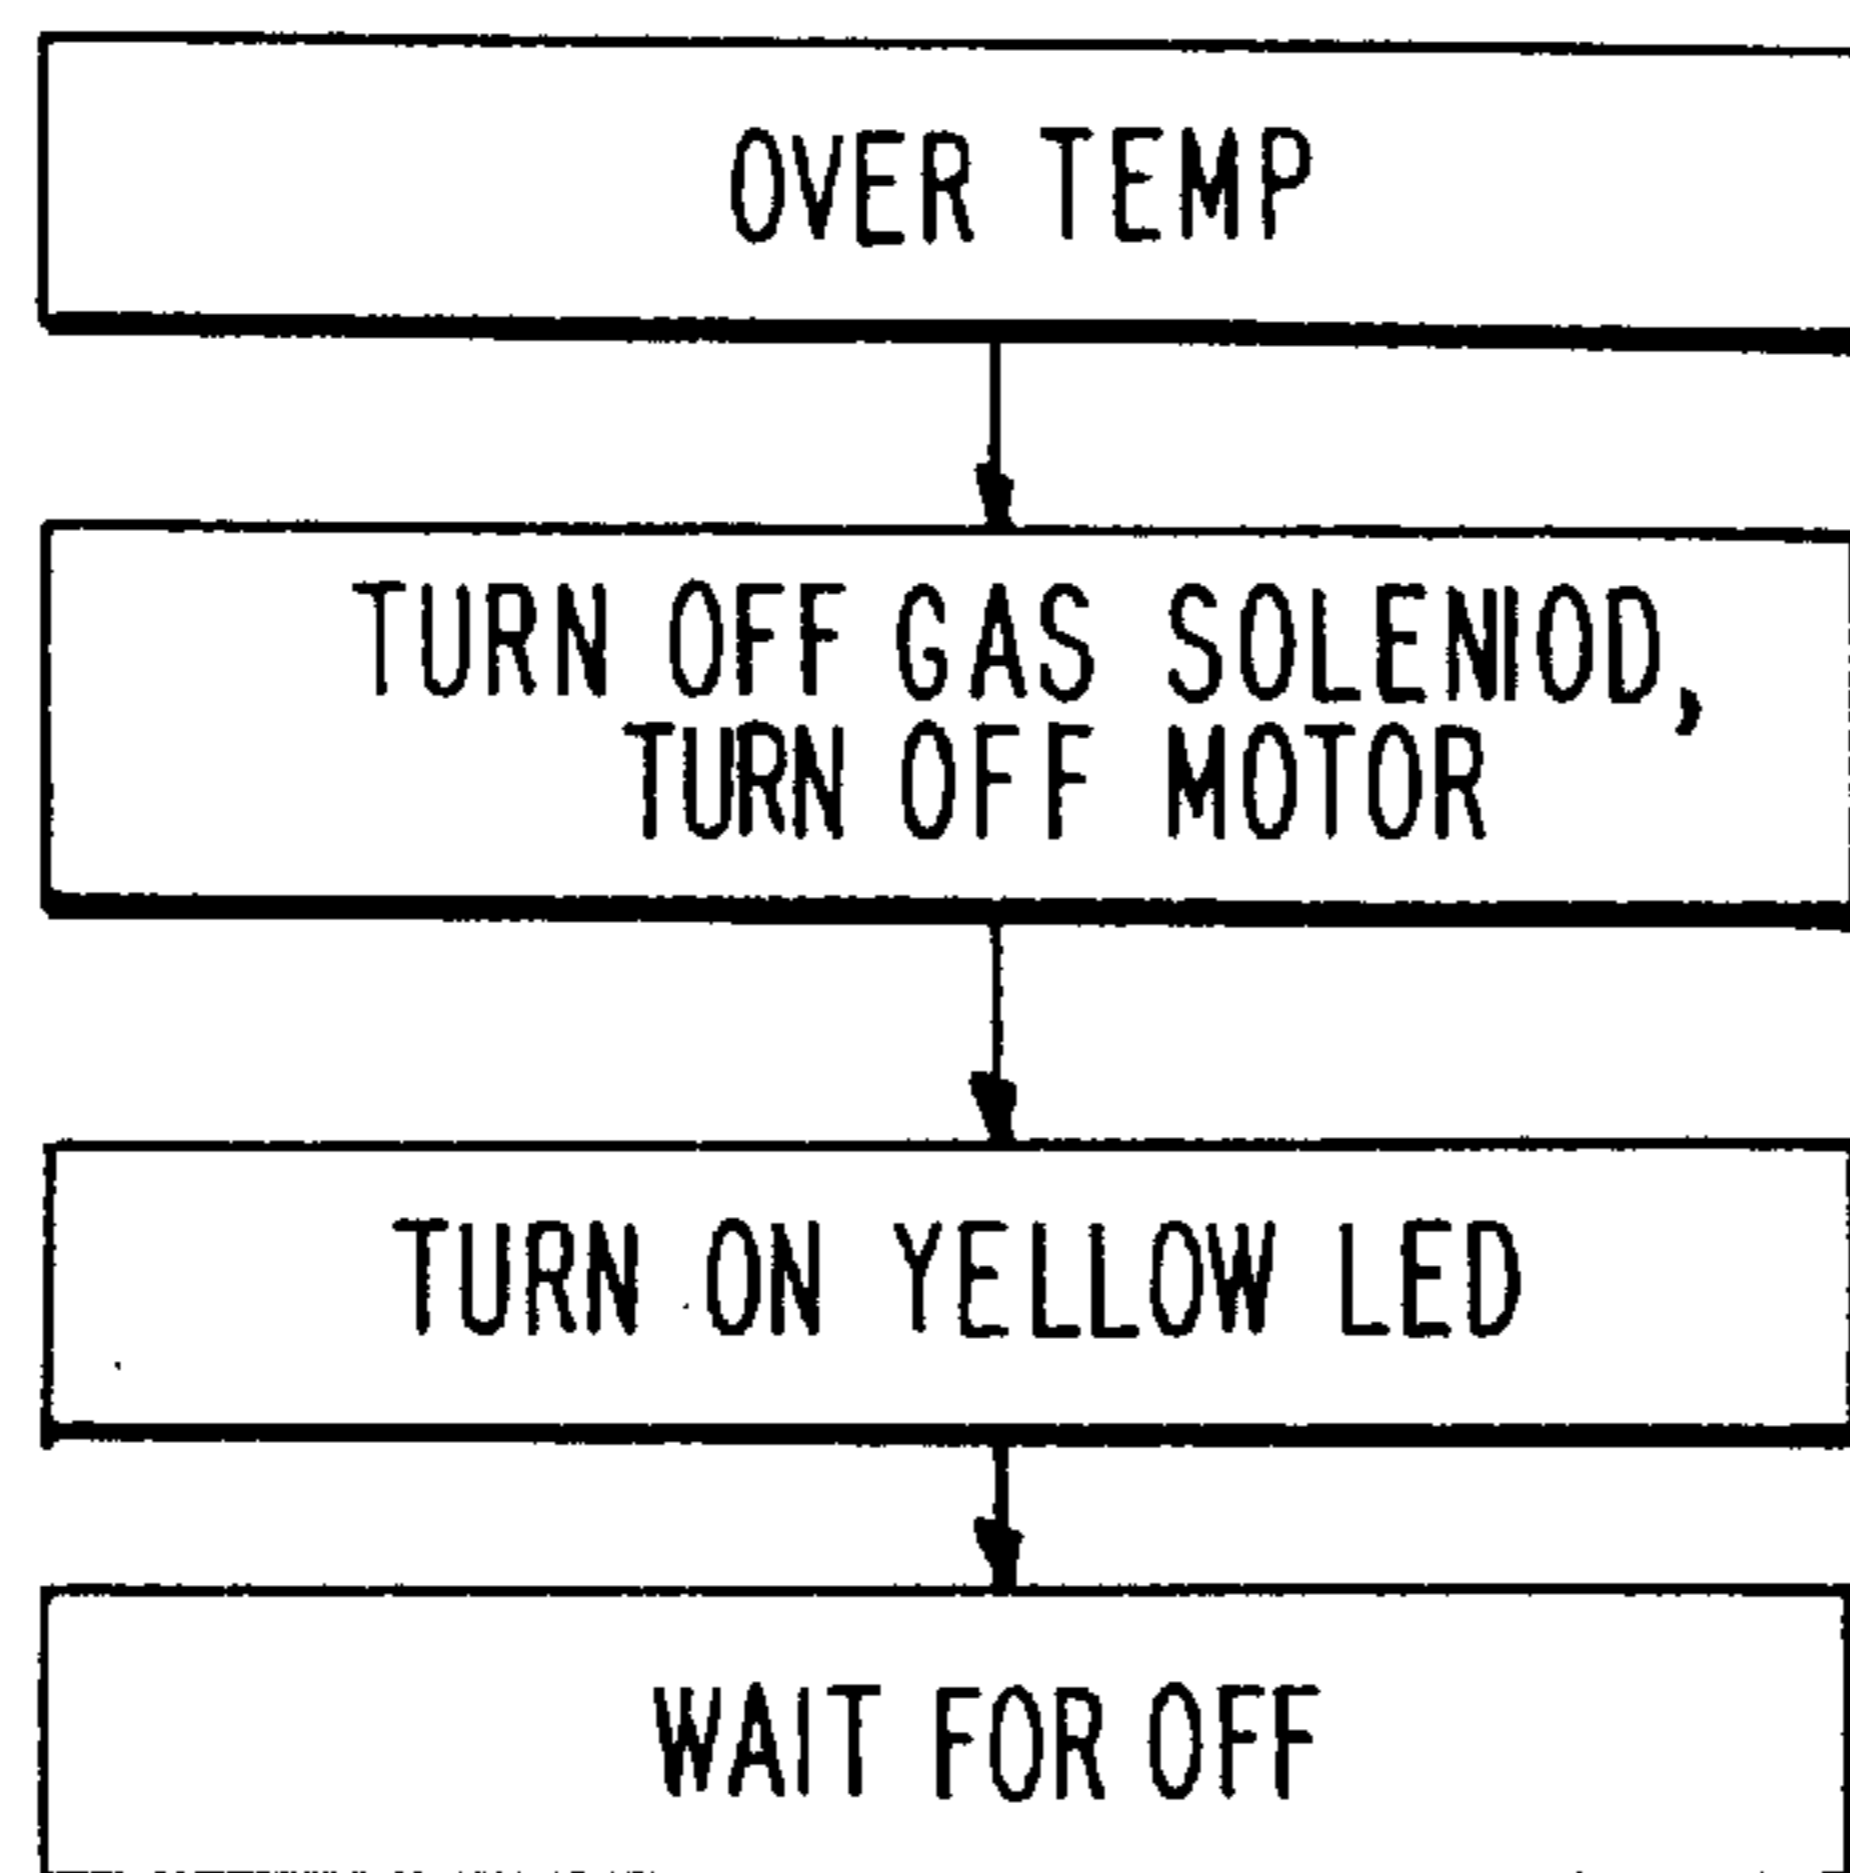 OVER TEMP
TURN OFF GAS SOLENIOD,
TURN OFF MOTOR
TURN ON YELLOW LED
WAIT FOR OFF